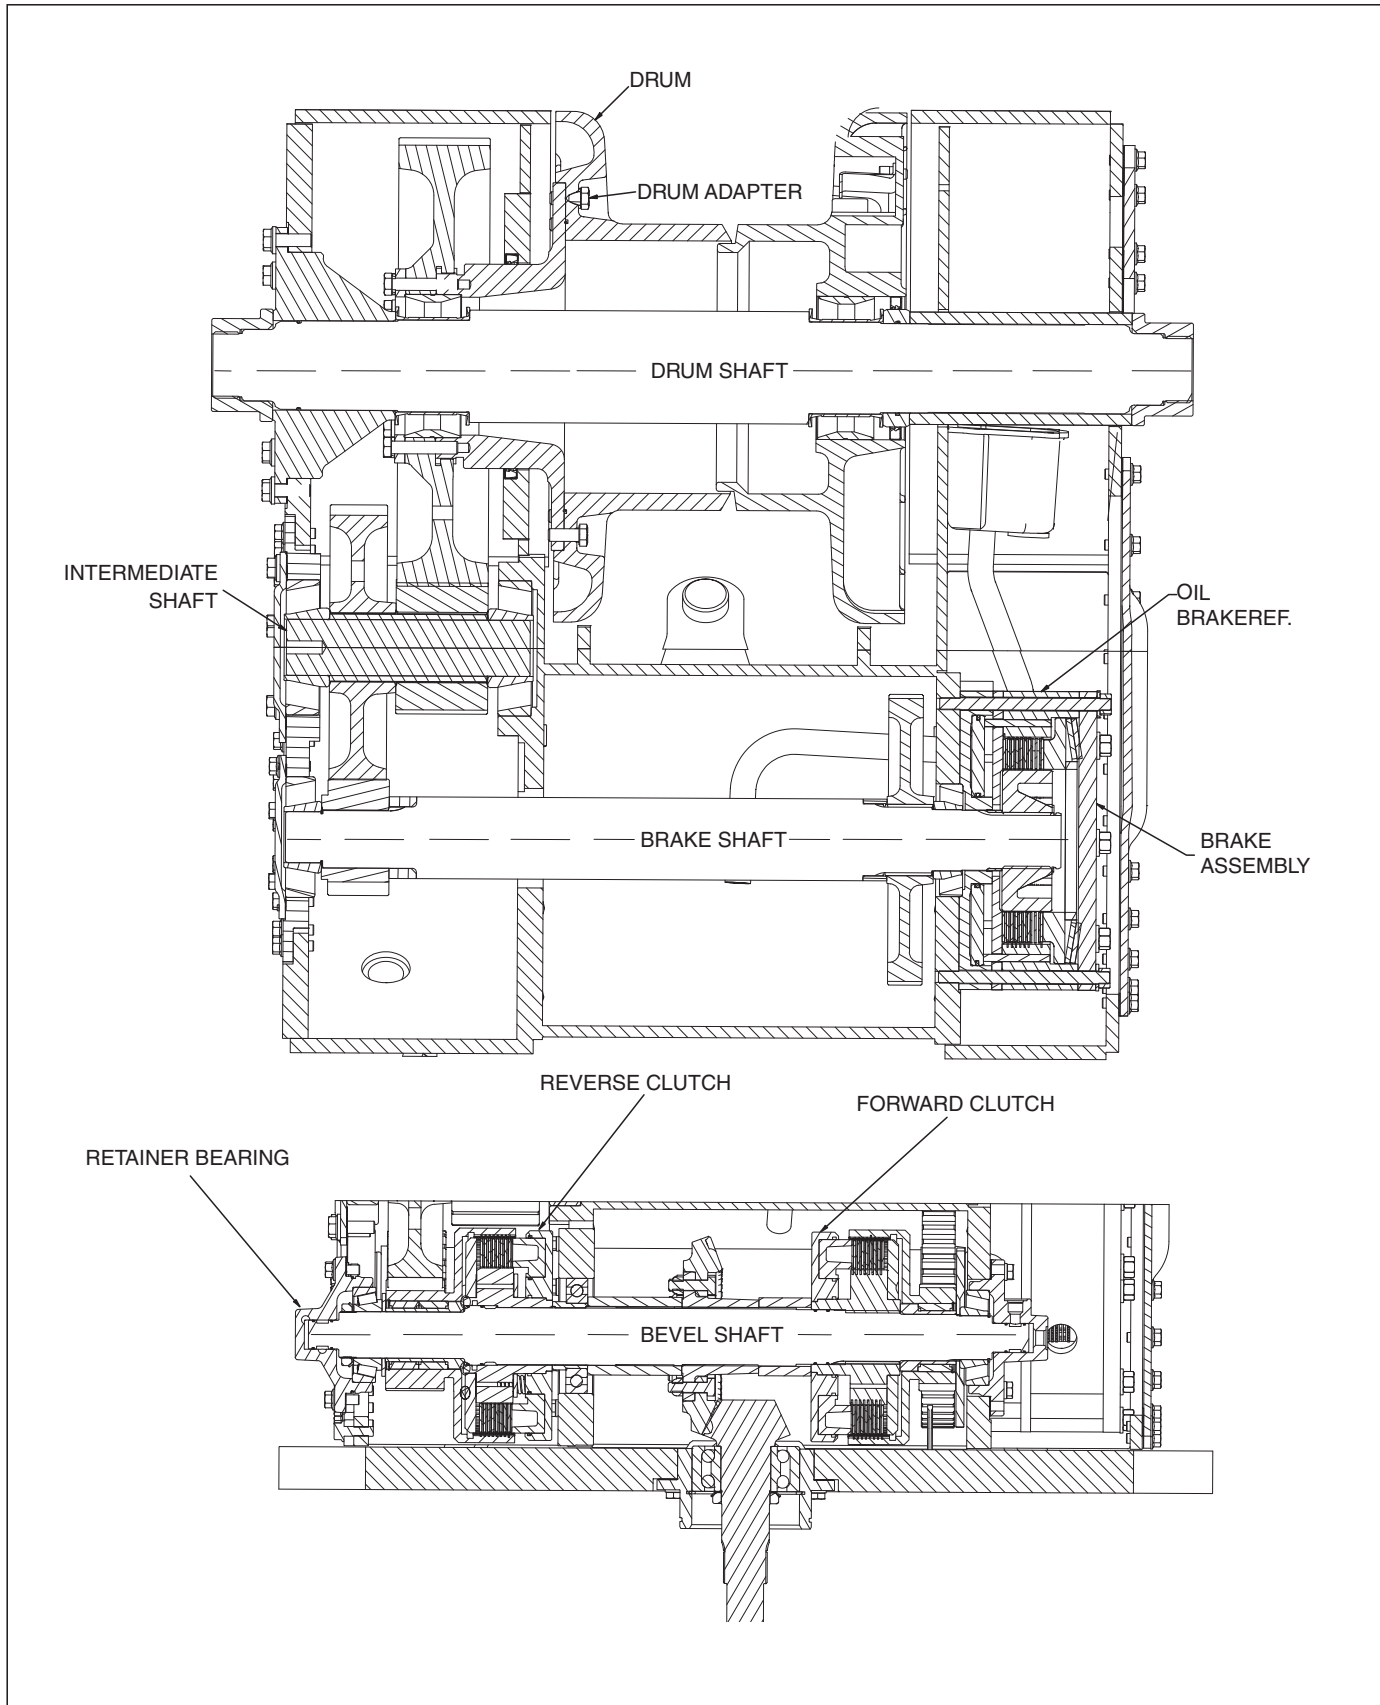 DRUM
DRUM ADAPTER
DRUM SHAFT
INTERMEDIATE
SHAFT
OIL
BRAKEREF.
BRAKE SHAFT
BRAKE
ASSEMBLY
REVERSE CLUTCH
FORWARD CLUTCH
RETAINER BEARING
BEVEL SHAFT